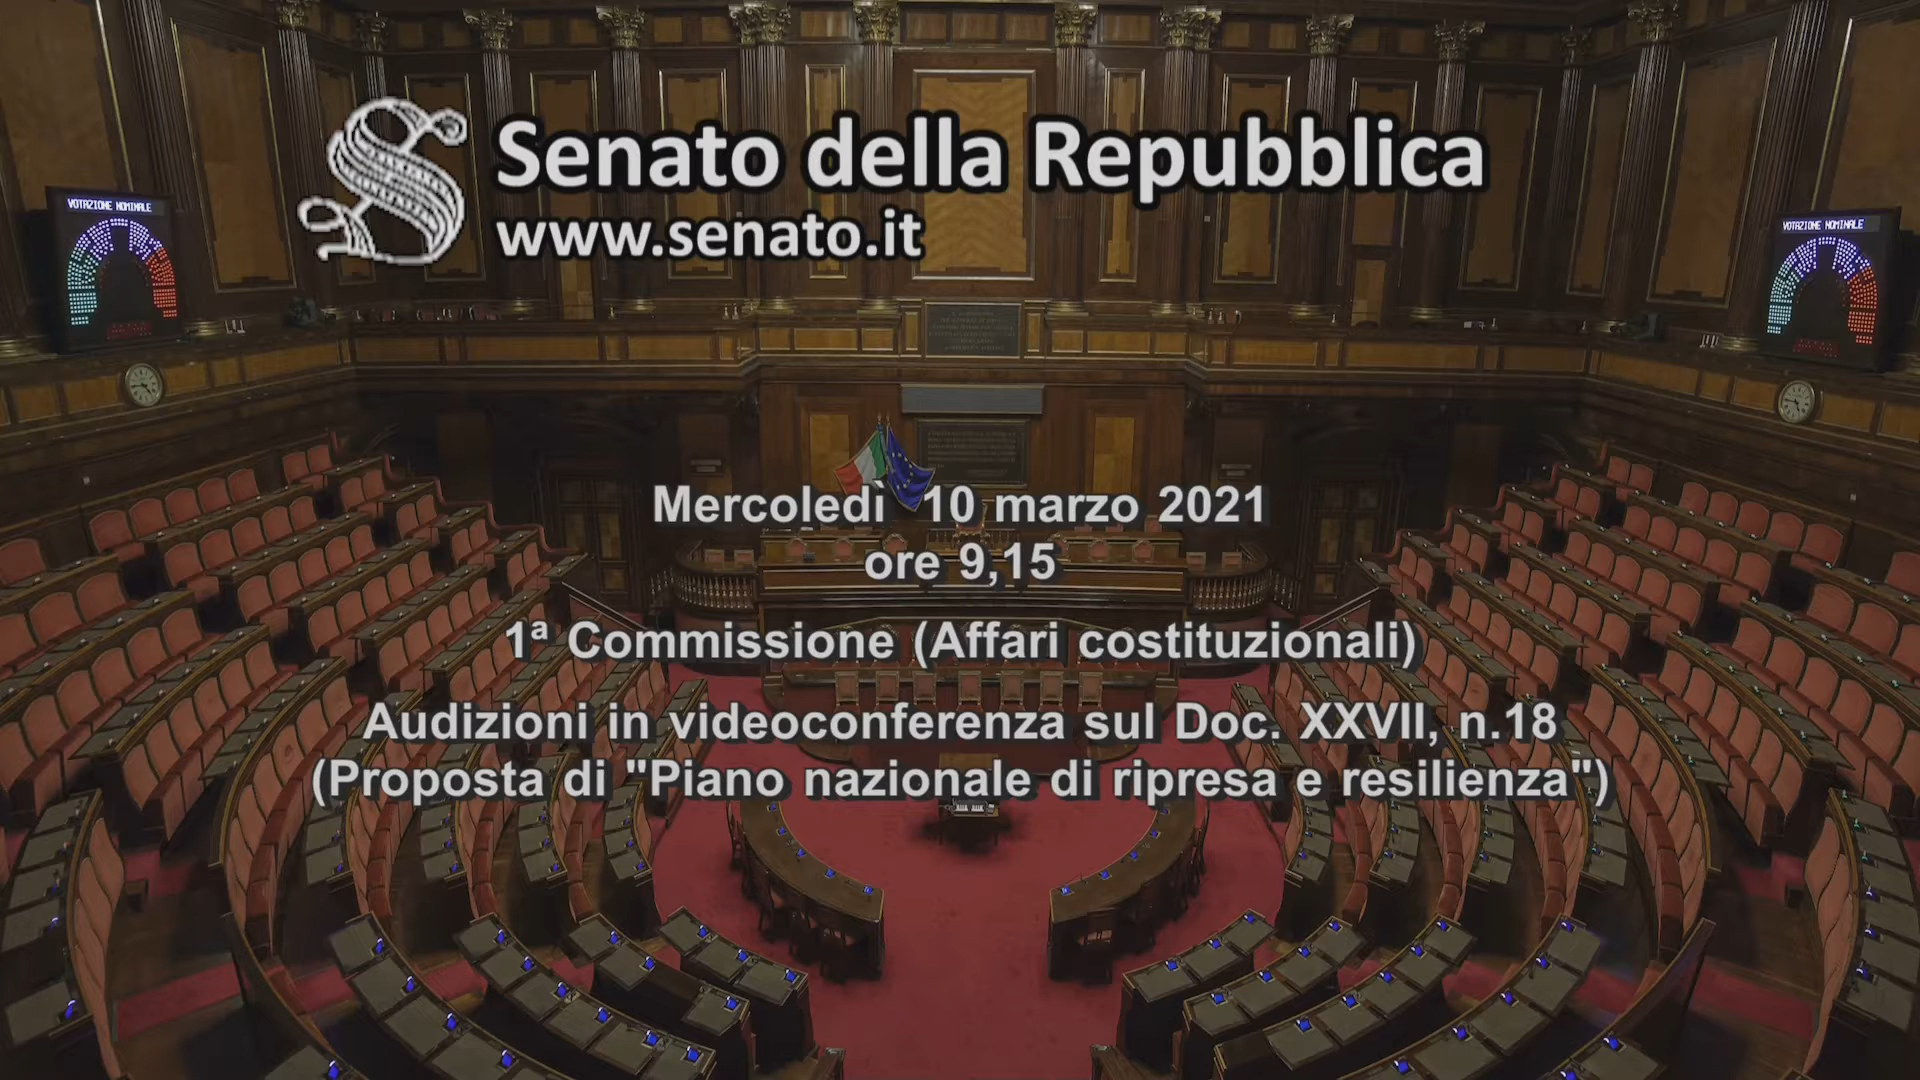 Senato della Repubblica
www.senato.it
VOTAZIONE NOMINALE
VOTAZIONE NOMINALE
Mercoledì 10 marzo 2021
ore 9,15
1ª Commissione (Affari costituzionali)
Audizioni in videoconferenza sul Doc. XXVII, n.18
(Proposta di "Piano nazionale di ripresa e resilienza")